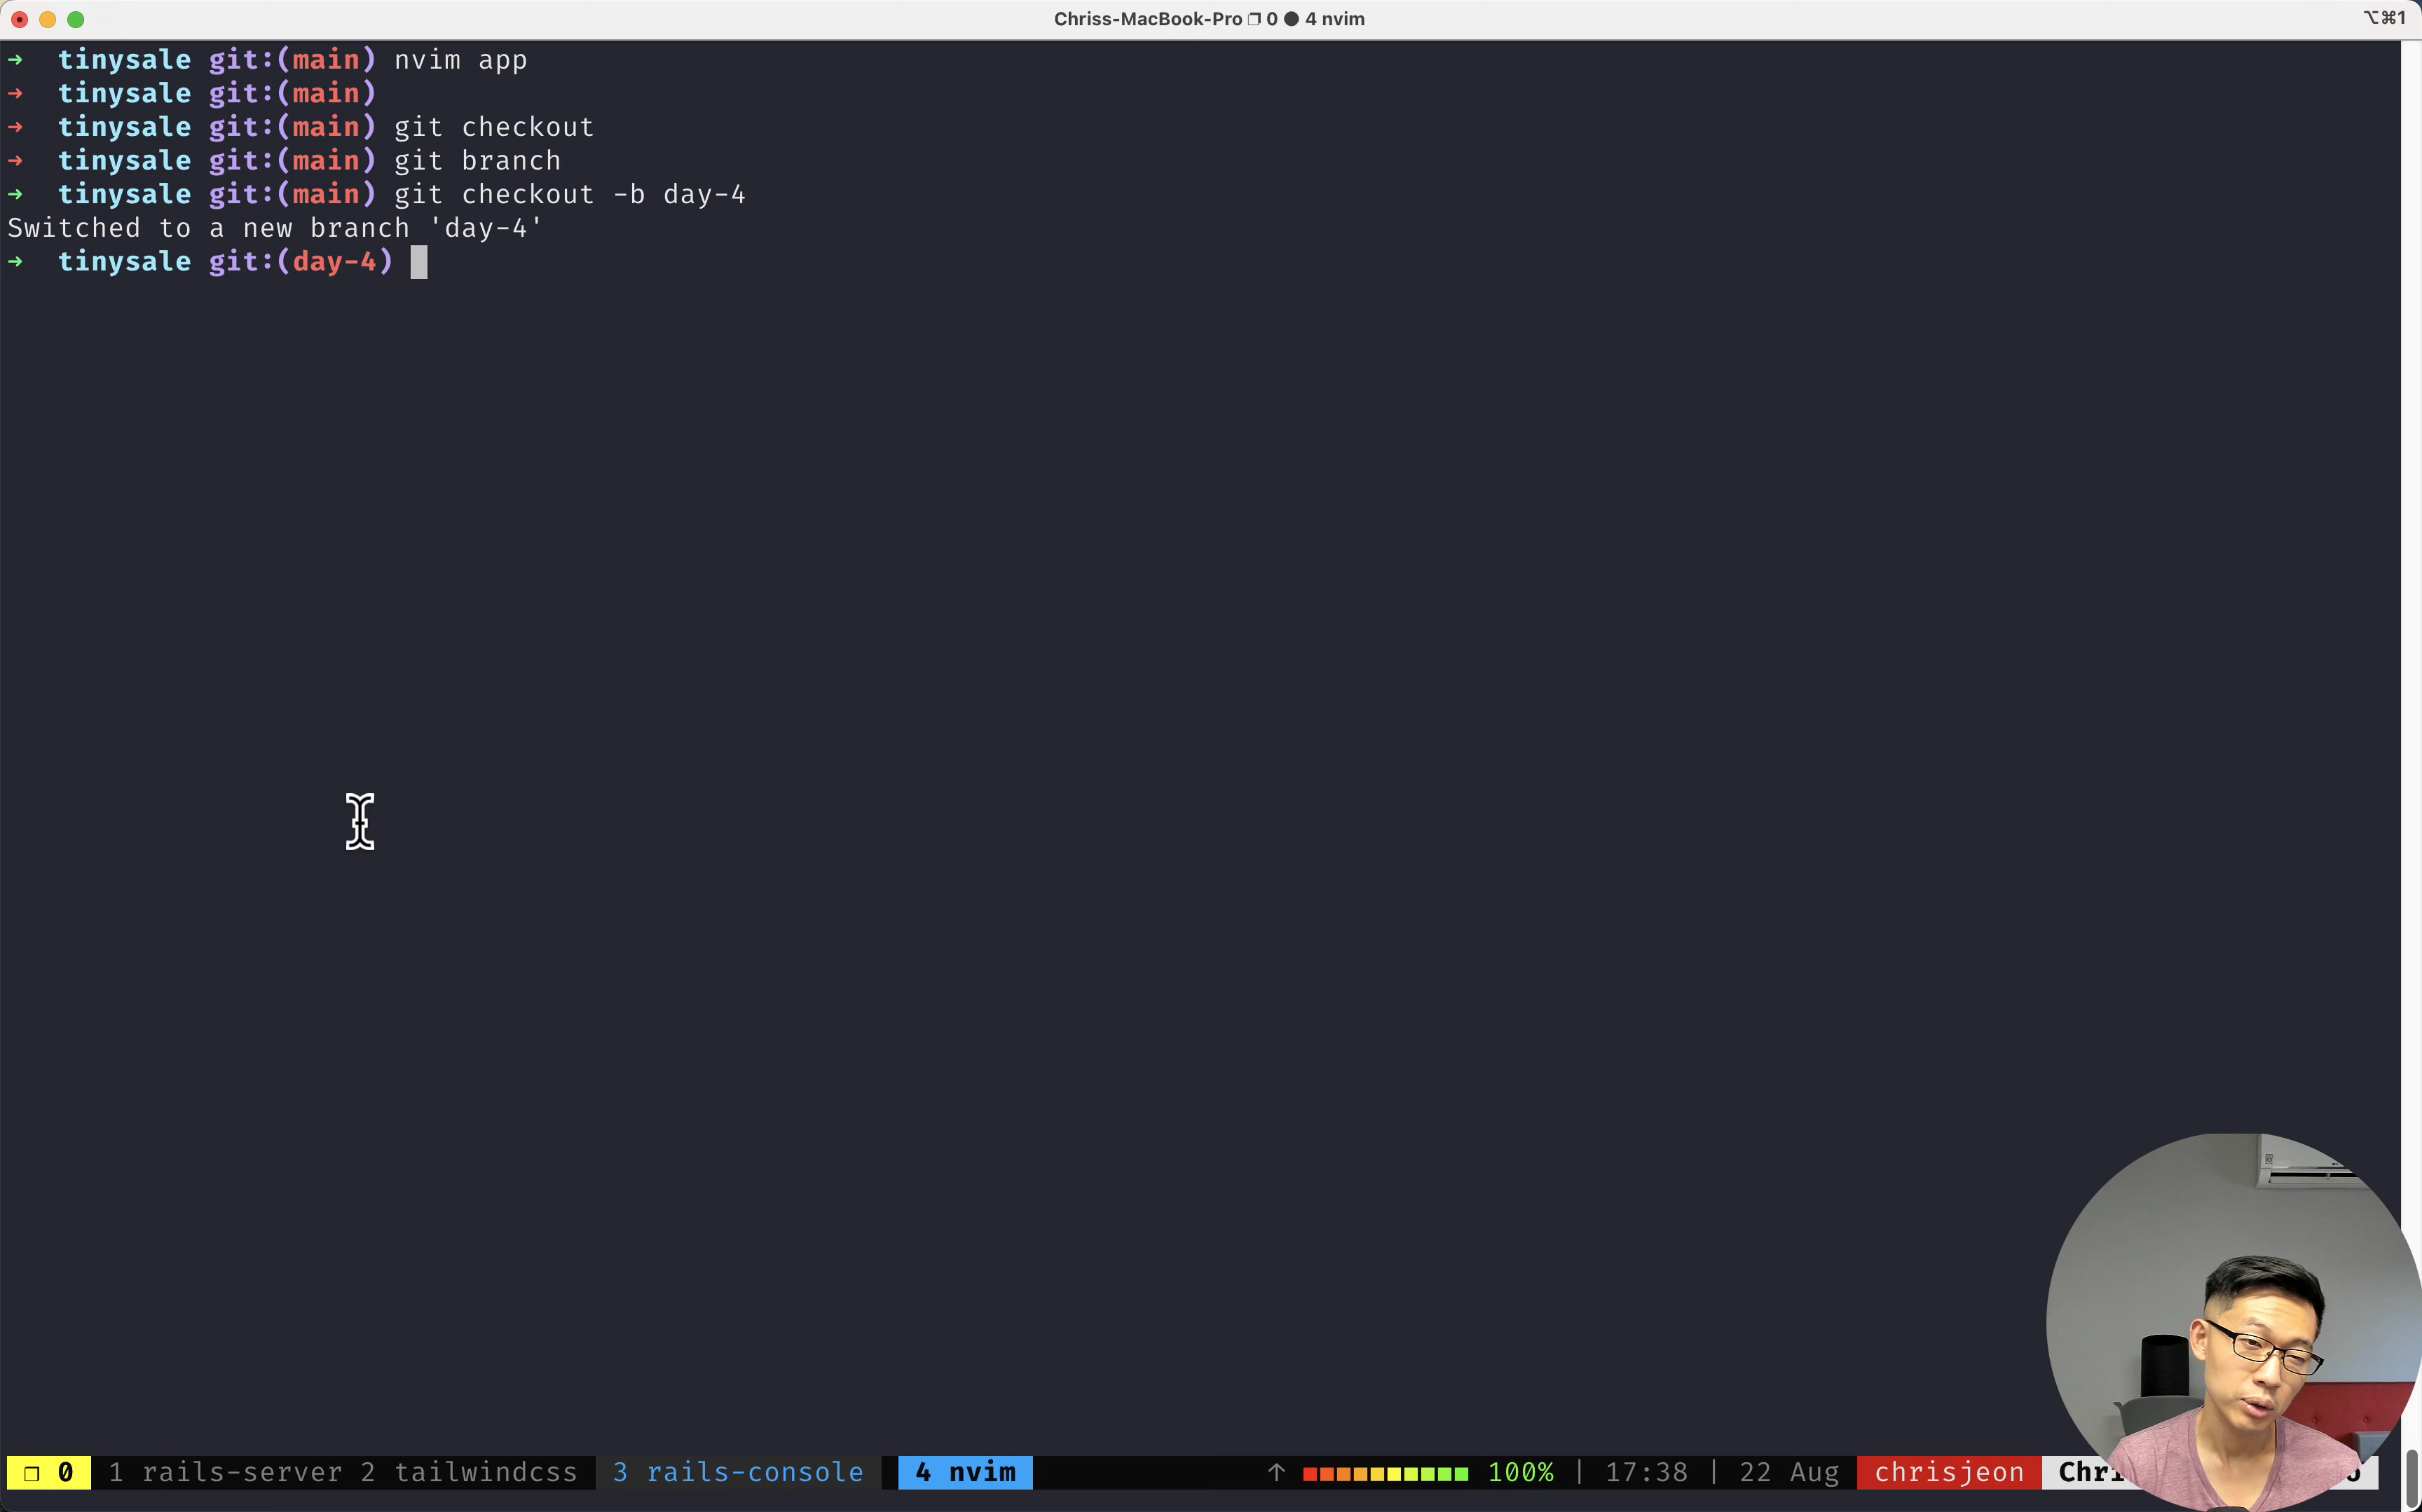 Chriss-MacBook-Pro ❐ 0 ● 4 nvim
⌥⌘1
➜ tinysale git:(main) nvim app
➜ tinysale git:(main)
➜ tinysale git:(main) git checkout
➜ tinysale git:(main) git branch
➜ tinysale git:(main) git checkout -b day-4
Switched to a new branch 'day-4'
➜ tinysale git:(day-4)
❐ 0 1 rails-server 2 tailwindcss 3 rails-console 4 nvim ↑ 100% | 17:38 | 22 Aug chrisjeon